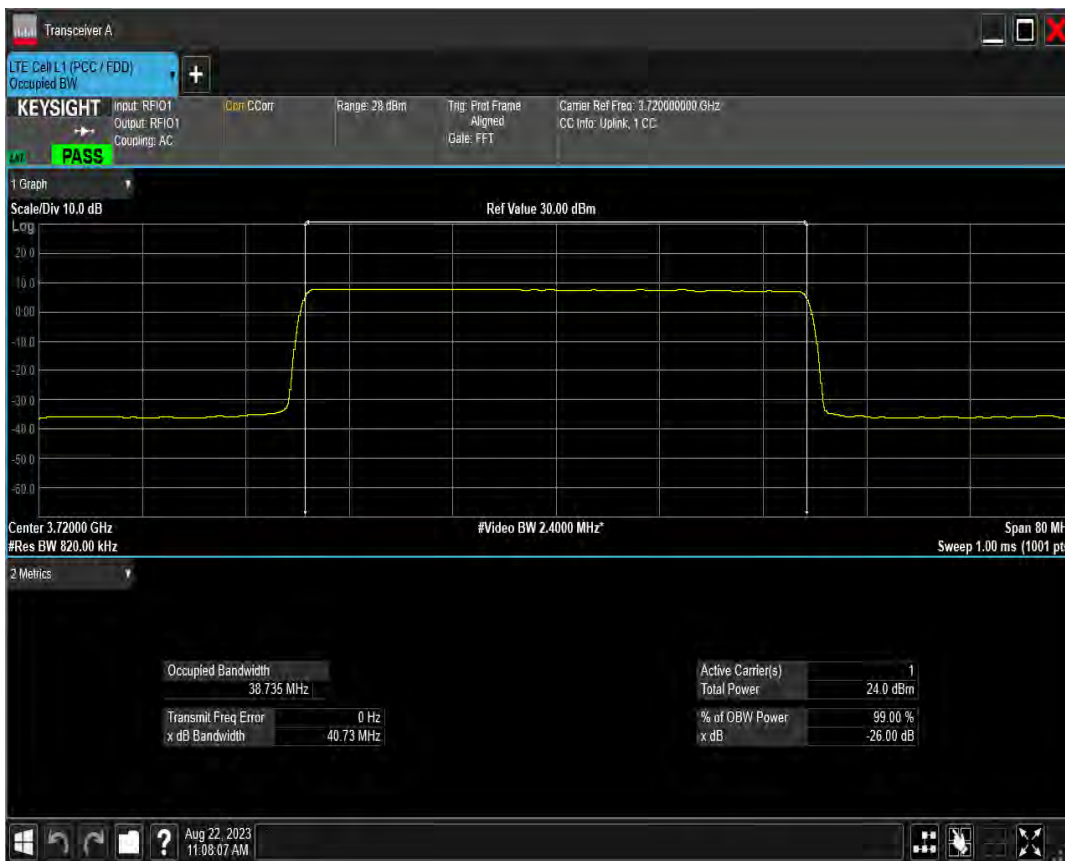 Transceiver A
LTE Cell L1 (PCC / FDD)
Occupied BW
+
KEYSIGHT
PASS
Input: RFIO1
Output: RFIO1
Coupling: AC
Corr CCorr
Range: 28 dBm
Trig: Prot Frame
Aligned
Gate: FFT
Carrier Ref Freq: 3.720000000 GHz
CC Info: Uplink, 1 CC
1 Graph
Scale/Div 10.0 dB
Ref Value 30.00 dBm
Log
20.0
10.0
0.00
-10.0
-20.0
-30.0
-40.0
-50.0
-60.0
Center 3.72000 GHz
#Video BW 2.4000 MHz*
Span 80 MH
#Res BW 820.00 kHz
Sweep 1.00 ms (1001 pt
2 Metrics
Occupied Bandwidth
38.735 MHz
Transmit Freq Error 0 Hz
x dB Bandwidth 40.73 MHz
Active Carrier(s) 1
Total Power 24.0 dBm
% of OBW Power 99.00 %
x dB -26.00 dB
?
Aug 22, 2023
11:08:07 AM